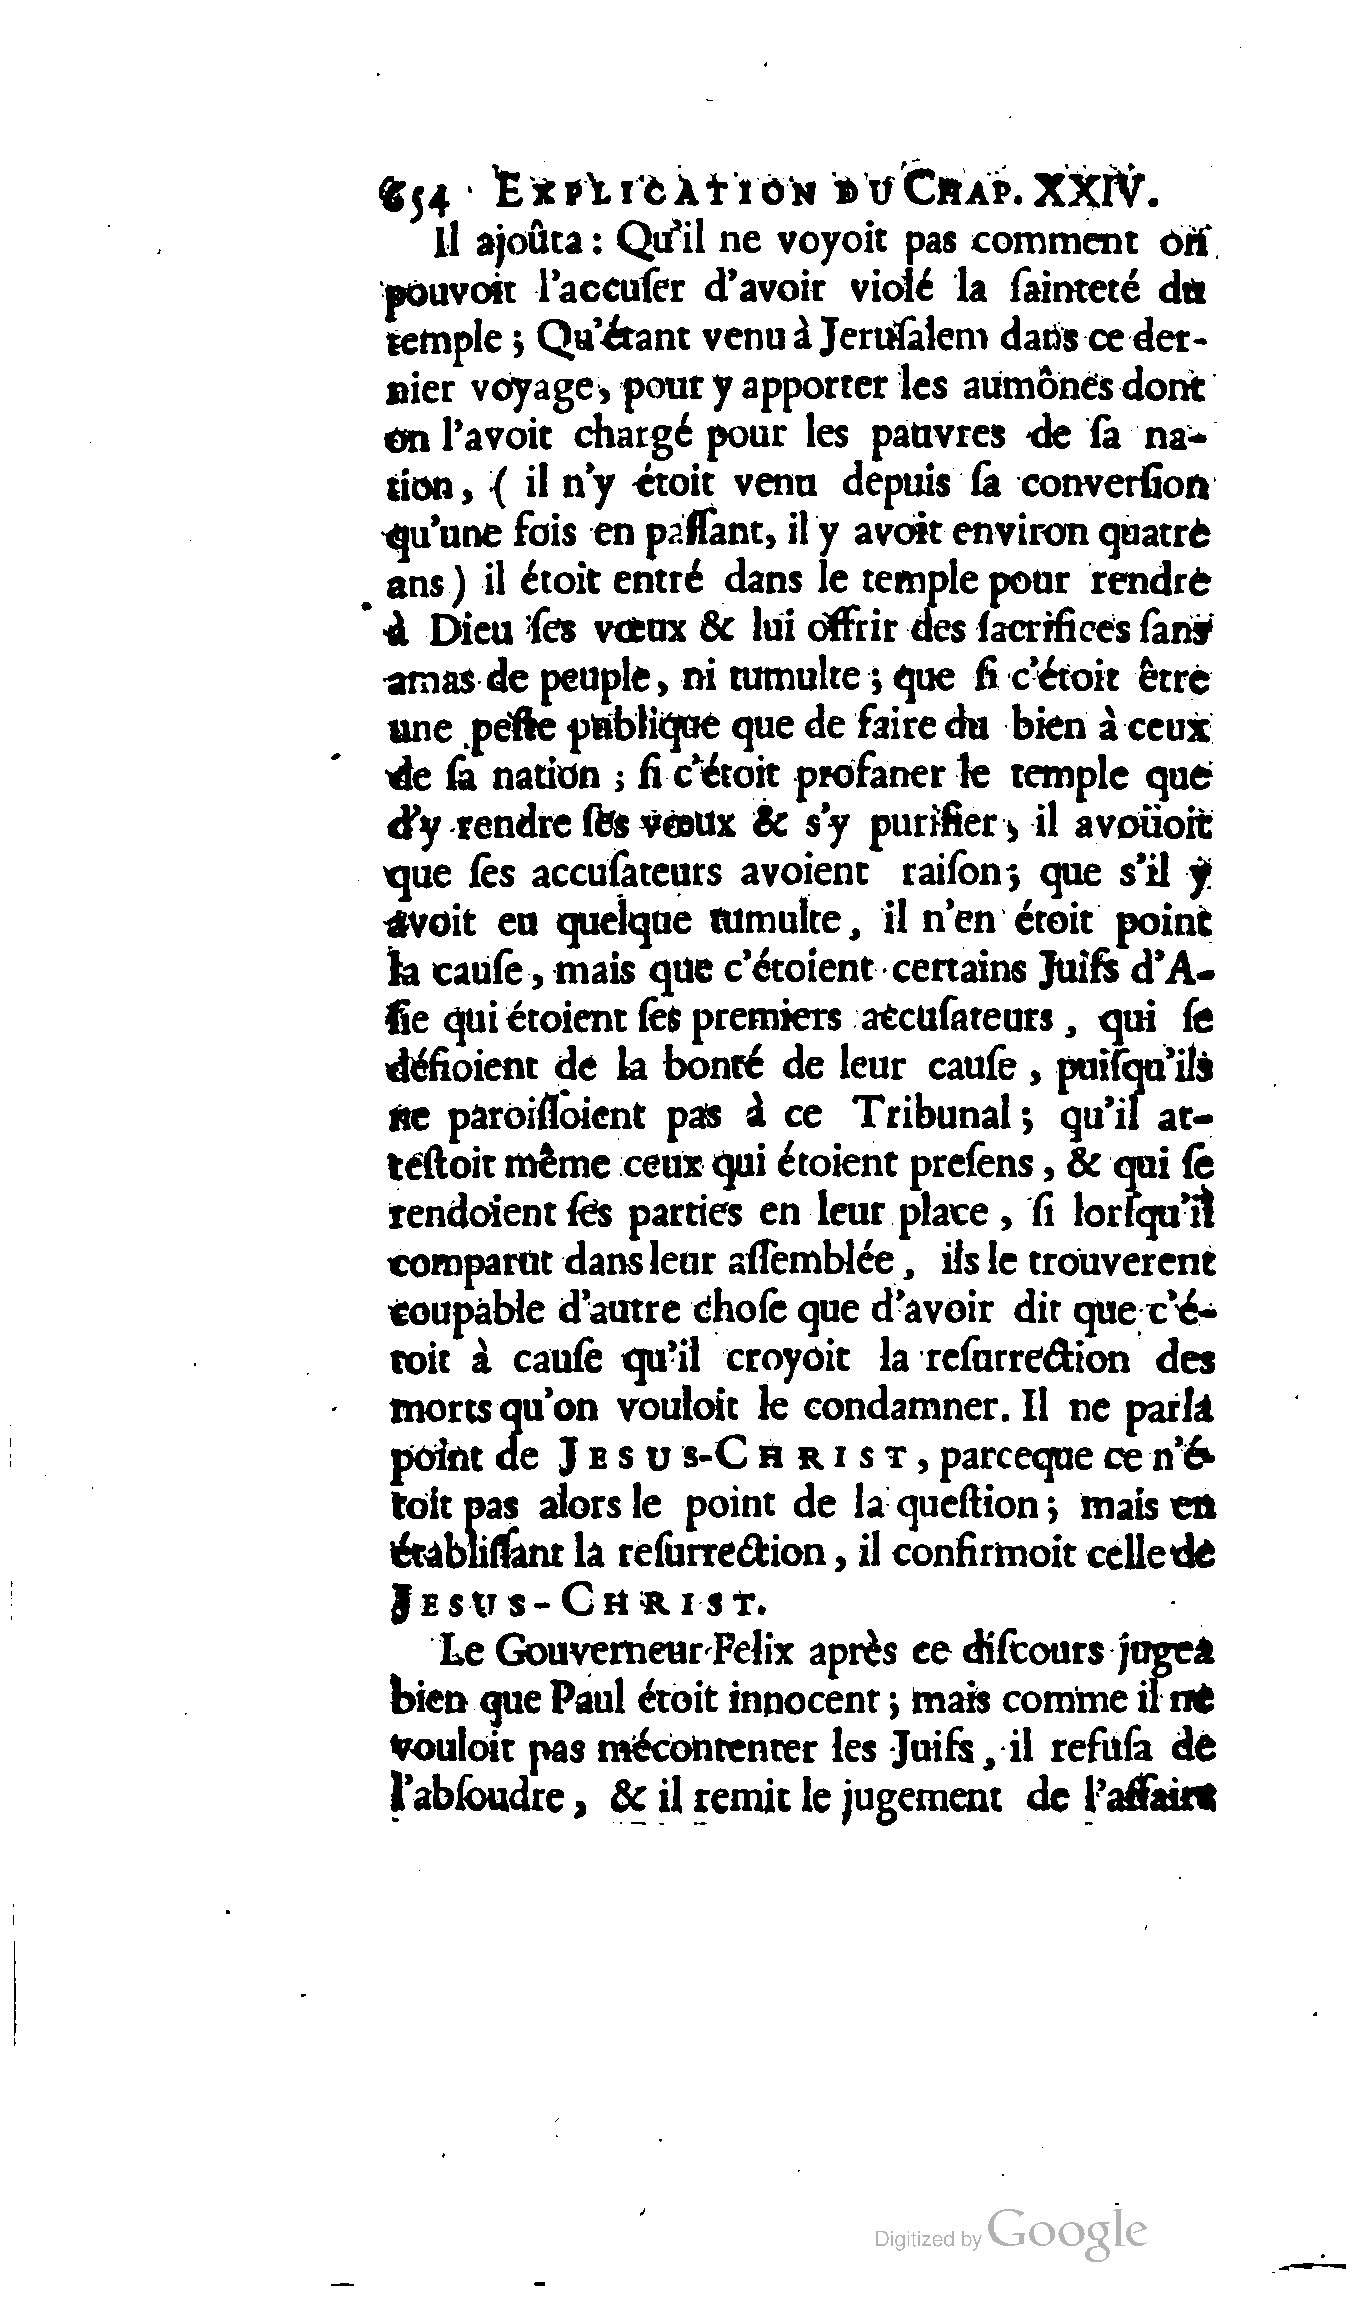 654 EXPLICATION DU CHAP. XXIV.
Il ajoûta : Qu'il ne voyoit pas comment on
pouvoit l'accuſer d'avoir violé la ſainteté du
temple ; Qu'étant venu à Jeruſalem dans ce der-
nier voyage, pour y apporter les aumônes dont
on l'avoit chargé pour les pauvres de ſa na-
tion, ( il n'y étoit venu depuis ſa converſion
qu'une fois en paſſant, il y avoit environ quatre
ans ) il étoit entré dans le temple pour rendre
à Dieu ſes vœux & lui offrir des ſacrifices ſans
amas de peuple, ni tumulte ; que ſi c'étoit être
une peſte publique que de faire du bien à ceux
de ſa nation ; ſi c'étoit profaner le temple que
d'y rendre ſes vœux & s'y purifier, il avoüoit
que ſes accuſateurs avoient raiſon ; que s'il y
avoit eu quelque tumulte, il n'en étoit point
la cauſe, mais que c'étoient certains Juifs d'A-
ſie qui étoient ſes premiers accuſateurs, qui ſe
défioient de la bonté de leur cauſe, puiſqu'ils
ne paroiſſoient pas à ce Tribunal ; qu'il at-
teſtoit même ceux qui étoient preſens, & qui ſe
rendoient ſes parties en leur place, ſi lorſqu'il
comparut dans leur aſſemblée, ils le trouverent
coupable d'autre choſe que d'avoir dit que c'é-
toit à cauſe qu'il croyoit la reſurrection des
morts qu'on vouloit le condamner. Il ne parla
point de JESUS-CHRIST, parceque ce n'é-
toit pas alors le point de la queſtion ; mais en
établiſſant la reſurrection, il confirmoit celle de
JESUS-CHRIST.
Le Gouverneur Felix après ce diſcours jugea
bien que Paul étoit innocent ; mais comme il ne
vouloit pas mécontenter les Juifs, il refuſa de
l'abſoudre, & il remit le jugement de l'affaire
Digitized by Google